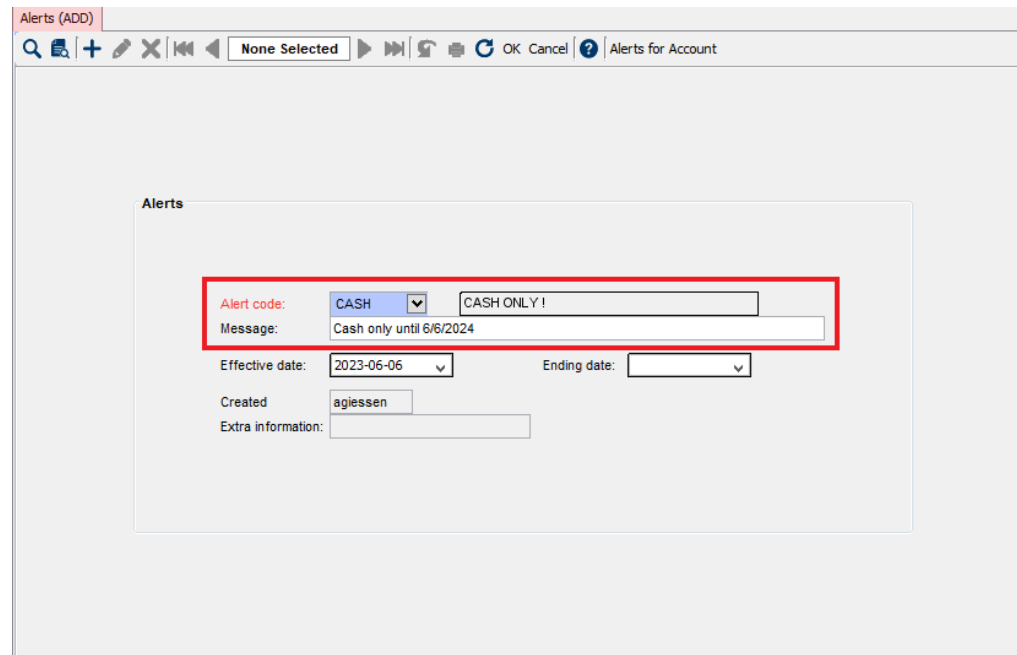 Alerts (ADD)
None Selected OK Cancel Alerts for Account
Alerts
Alert code: CASH CASH ONLY !
Message: Cash only until 6/6/2024
Effective date: 2023-06-06 Ending date:
Created agiessen
Extra information: